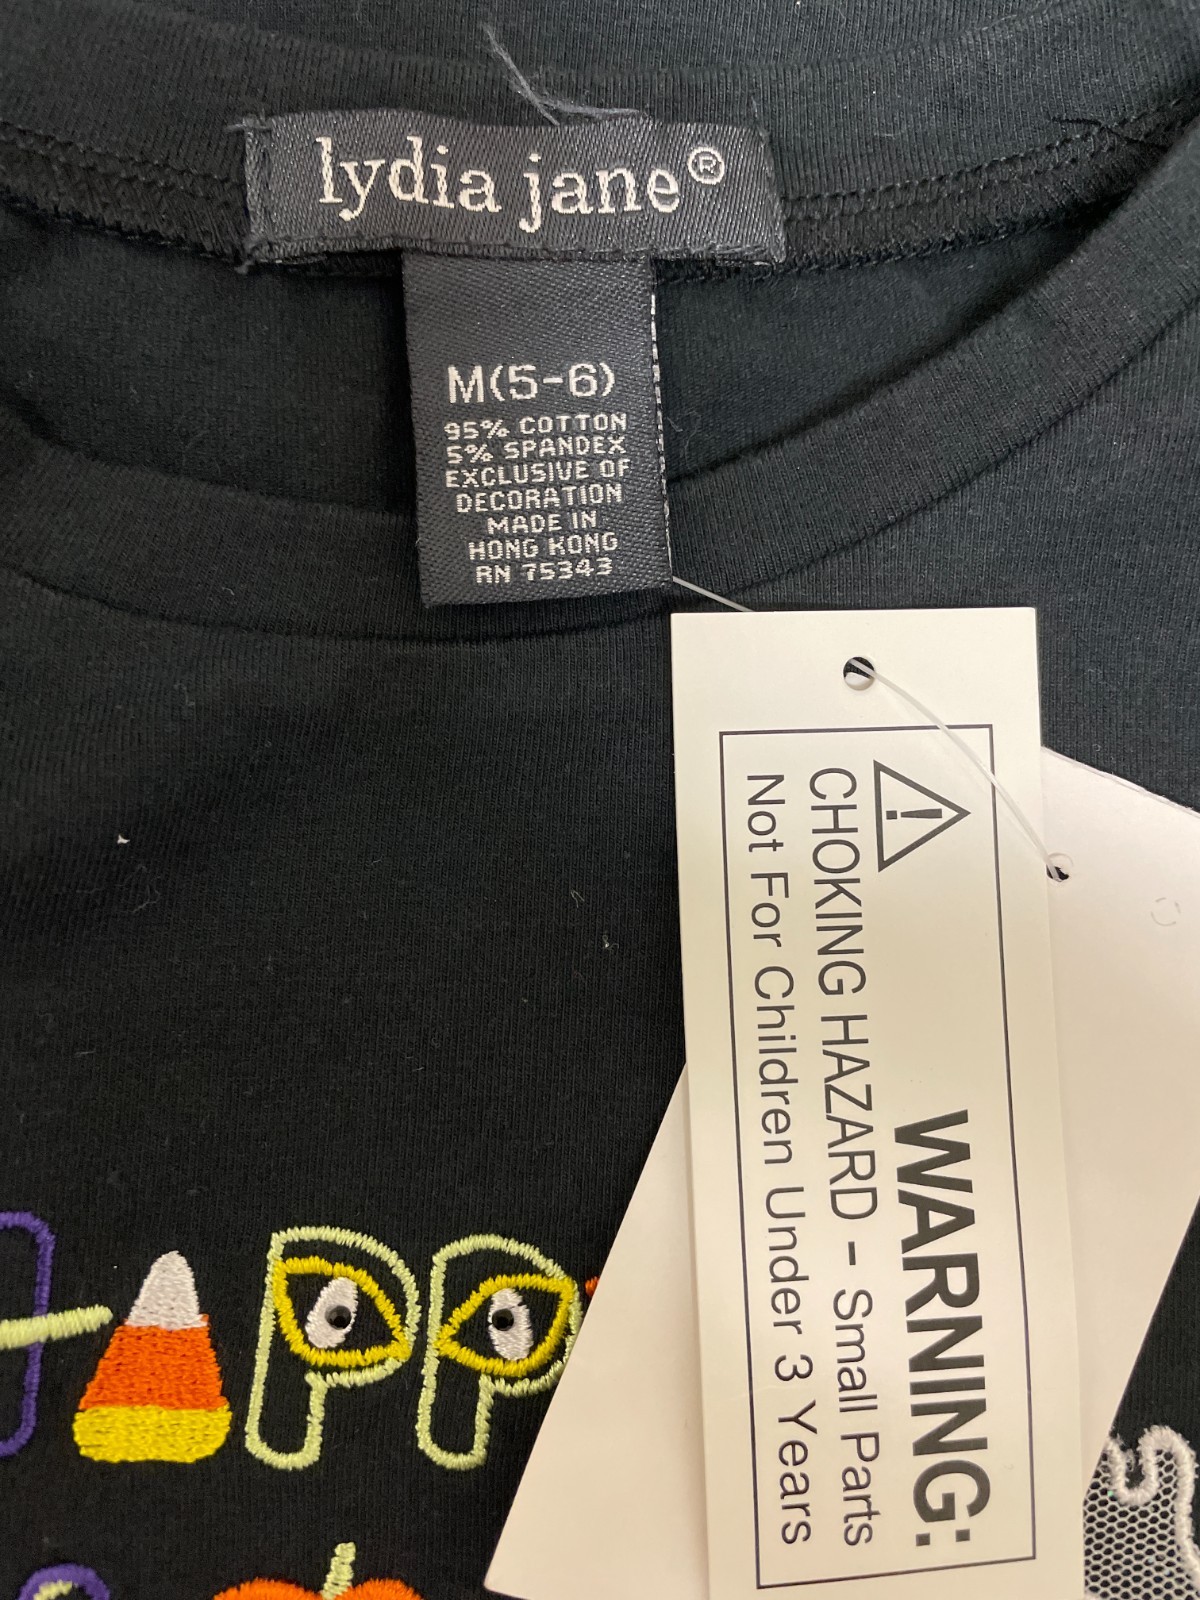 lydia jane®
M(5-6)
95% COTTON
5% SPANDEX
EXCLUSIVE OF
DECORATION
MADE IN
HONG KONG
RN 75343
WARNING:
CHOKING HAZARD - Small Parts
Not For Children Under 3 Years
HAPP